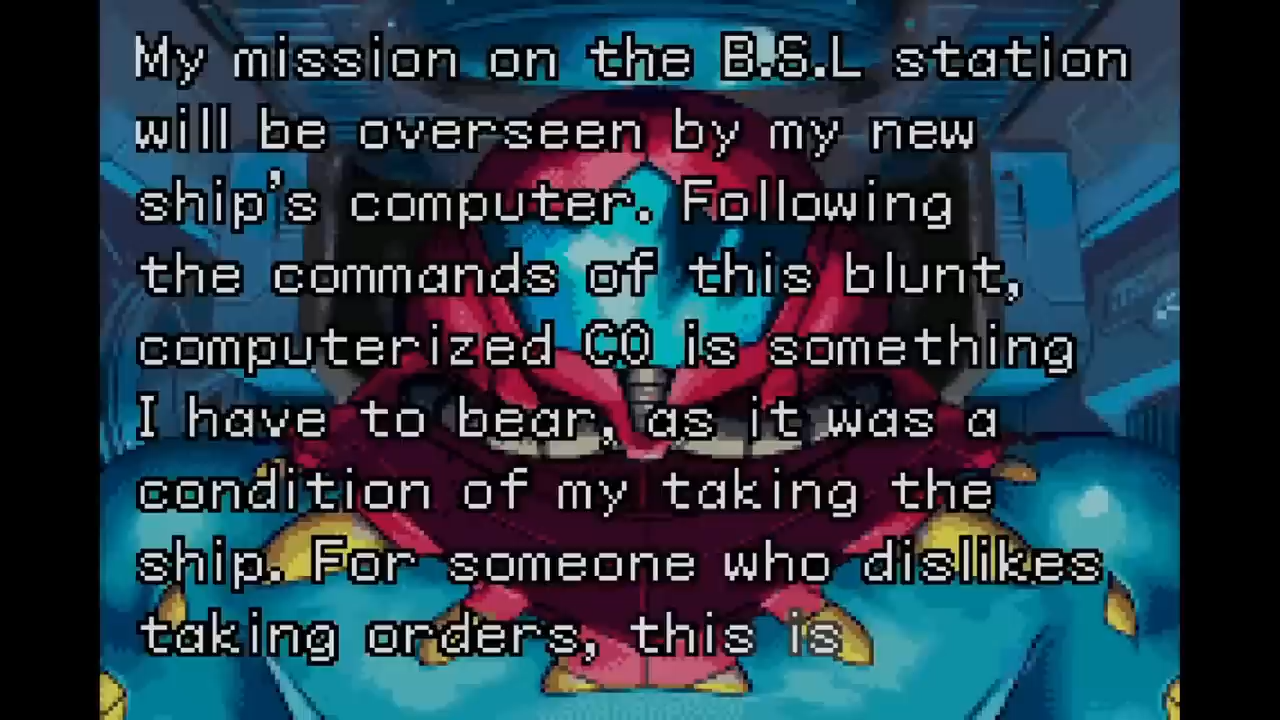 My mission on the B.S.L station
will be overseen by my new
ship's computer. Following
the commands of this blunt,
computerized CO is something
I have to bear, as it was a
condition of my taking the
ship. For someone who dislikes
taking orders, this is